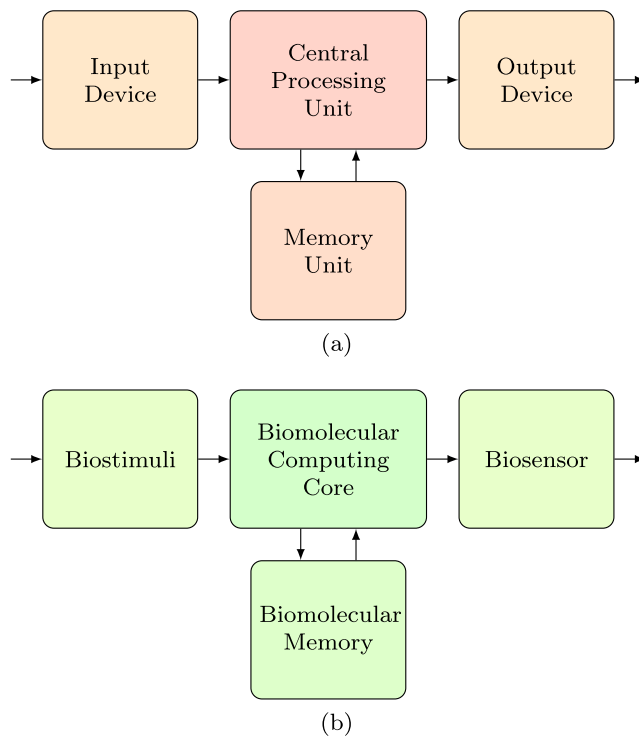 Input
Device
Central
Processing
Unit
Output
Device
Memory
Unit
(a)
Biostimuli
Biomolecular
Computing
Core
Biosensor
Biomolecular
Memory
(b)